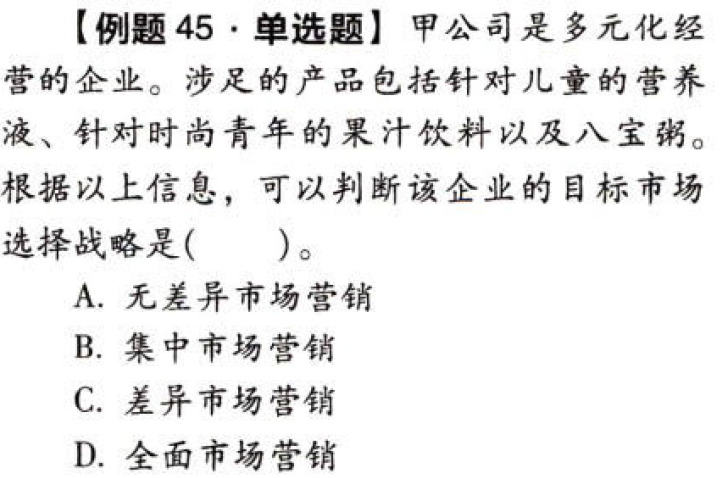 【例题 45 · 单选题】甲公司是多元化经
营的企业。涉足的产品包括针对儿童的营养
液、针对时尚青年的果汁饮料以及八宝粥。
根据以上信息，可以判断该企业的目标市场
选择战略是(　　)。
A. 无差异市场营销
B. 集中市场营销
C. 差异市场营销
D. 全面市场营销